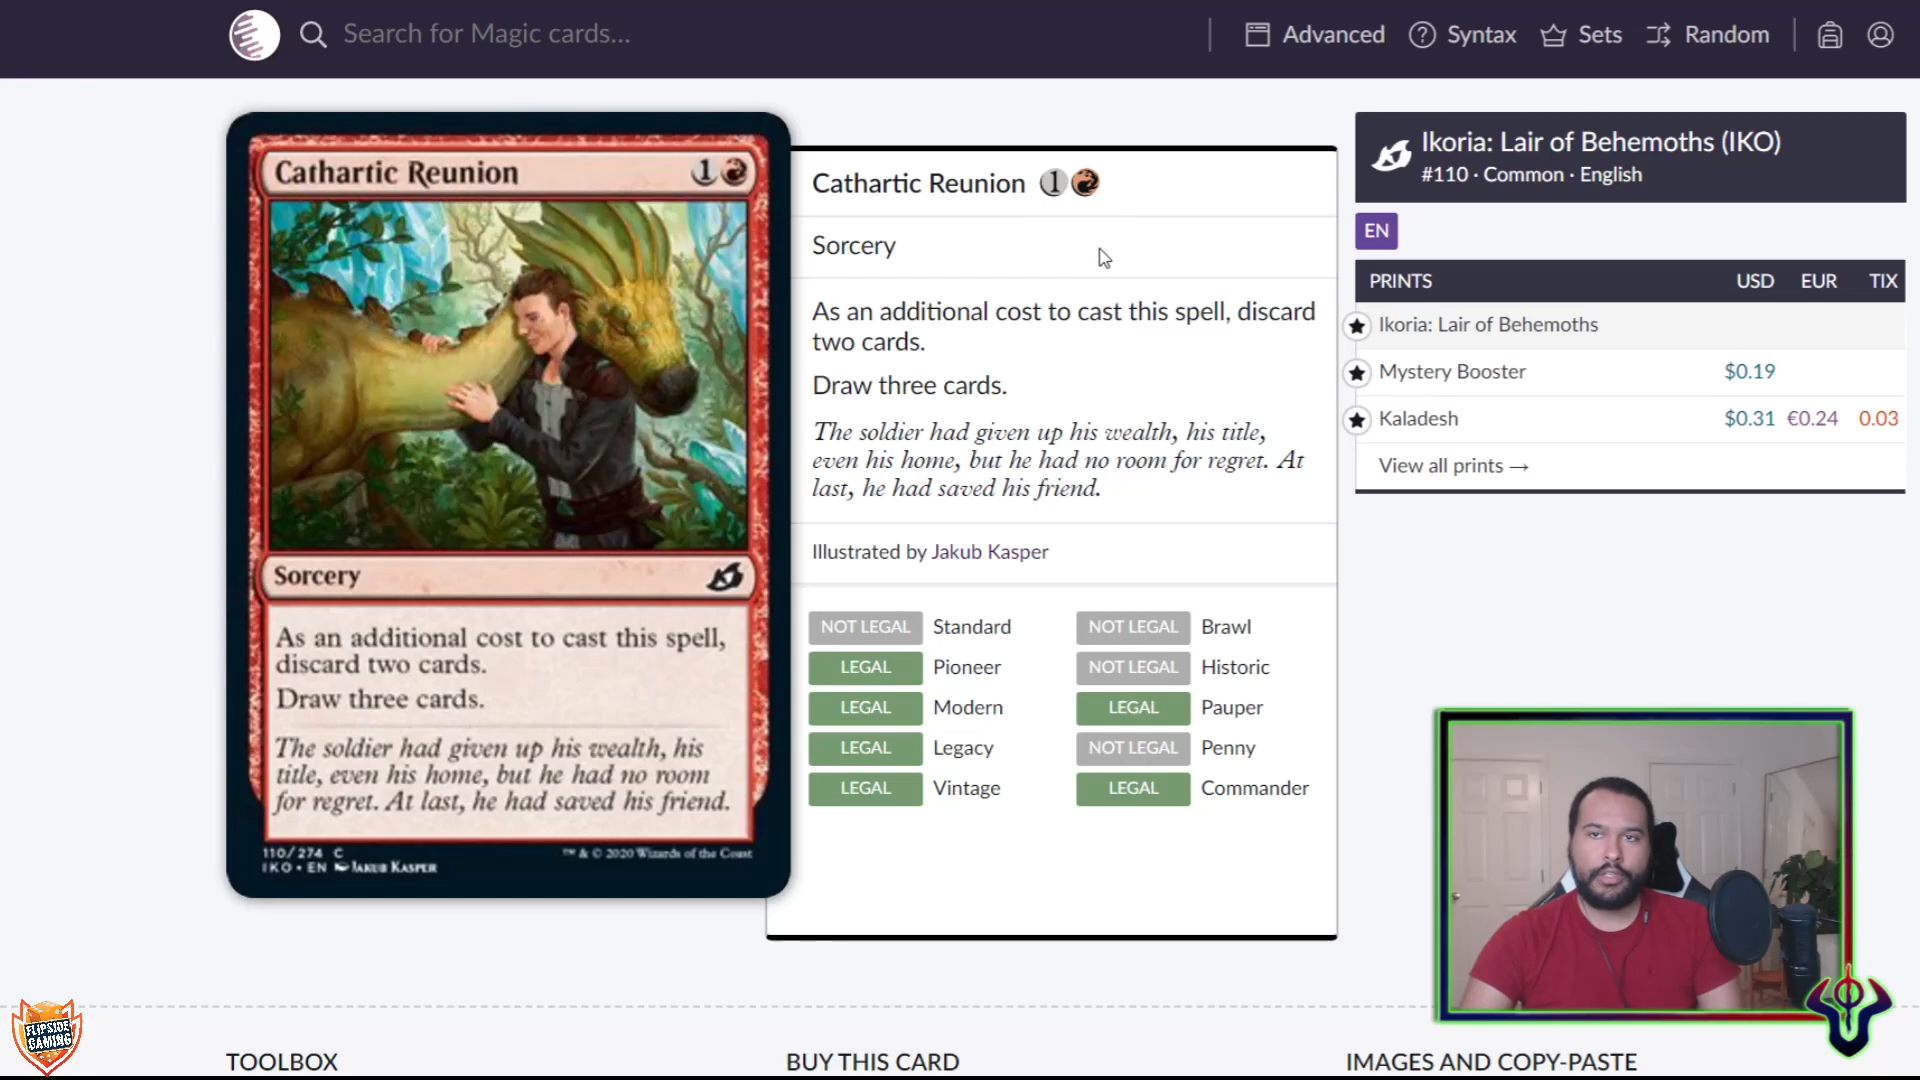 Search for Magic cards...
Advanced
Syntax
Sets
Random
Cathartic Reunion 1
Sorcery
As an additional cost to cast this spell,
discard two cards.
Draw three cards.
The soldier had given up his wealth, his
title, even his home, but he had no room
for regret. At last, he had saved his friend.
110/274 C
IKO • EN JAKUB KASPER
™ & © 2020 Wizards of the Coast
Cathartic Reunion 1
Sorcery
As an additional cost to cast this spell, discard
two cards.
Draw three cards.
The soldier had given up his wealth, his title,
even his home, but he had no room for regret. At
last, he had saved his friend.
Illustrated by Jakub Kasper
NOT LEGAL Standard NOT LEGAL Brawl
LEGAL Pioneer NOT LEGAL Historic
LEGAL Modern LEGAL Pauper
LEGAL Legacy NOT LEGAL Penny
LEGAL Vintage LEGAL Commander
Ikoria: Lair of Behemoths (IKO)
#110 · Common · English
EN
PRINTS USD EUR TIX
Ikoria: Lair of Behemoths
Mystery Booster $0.19
Kaladesh $0.31 €0.24 0.03
View all prints →
FLIPSIDE
GAMING
TOOLBOX
BUY THIS CARD
IMAGES AND COPY-PASTE